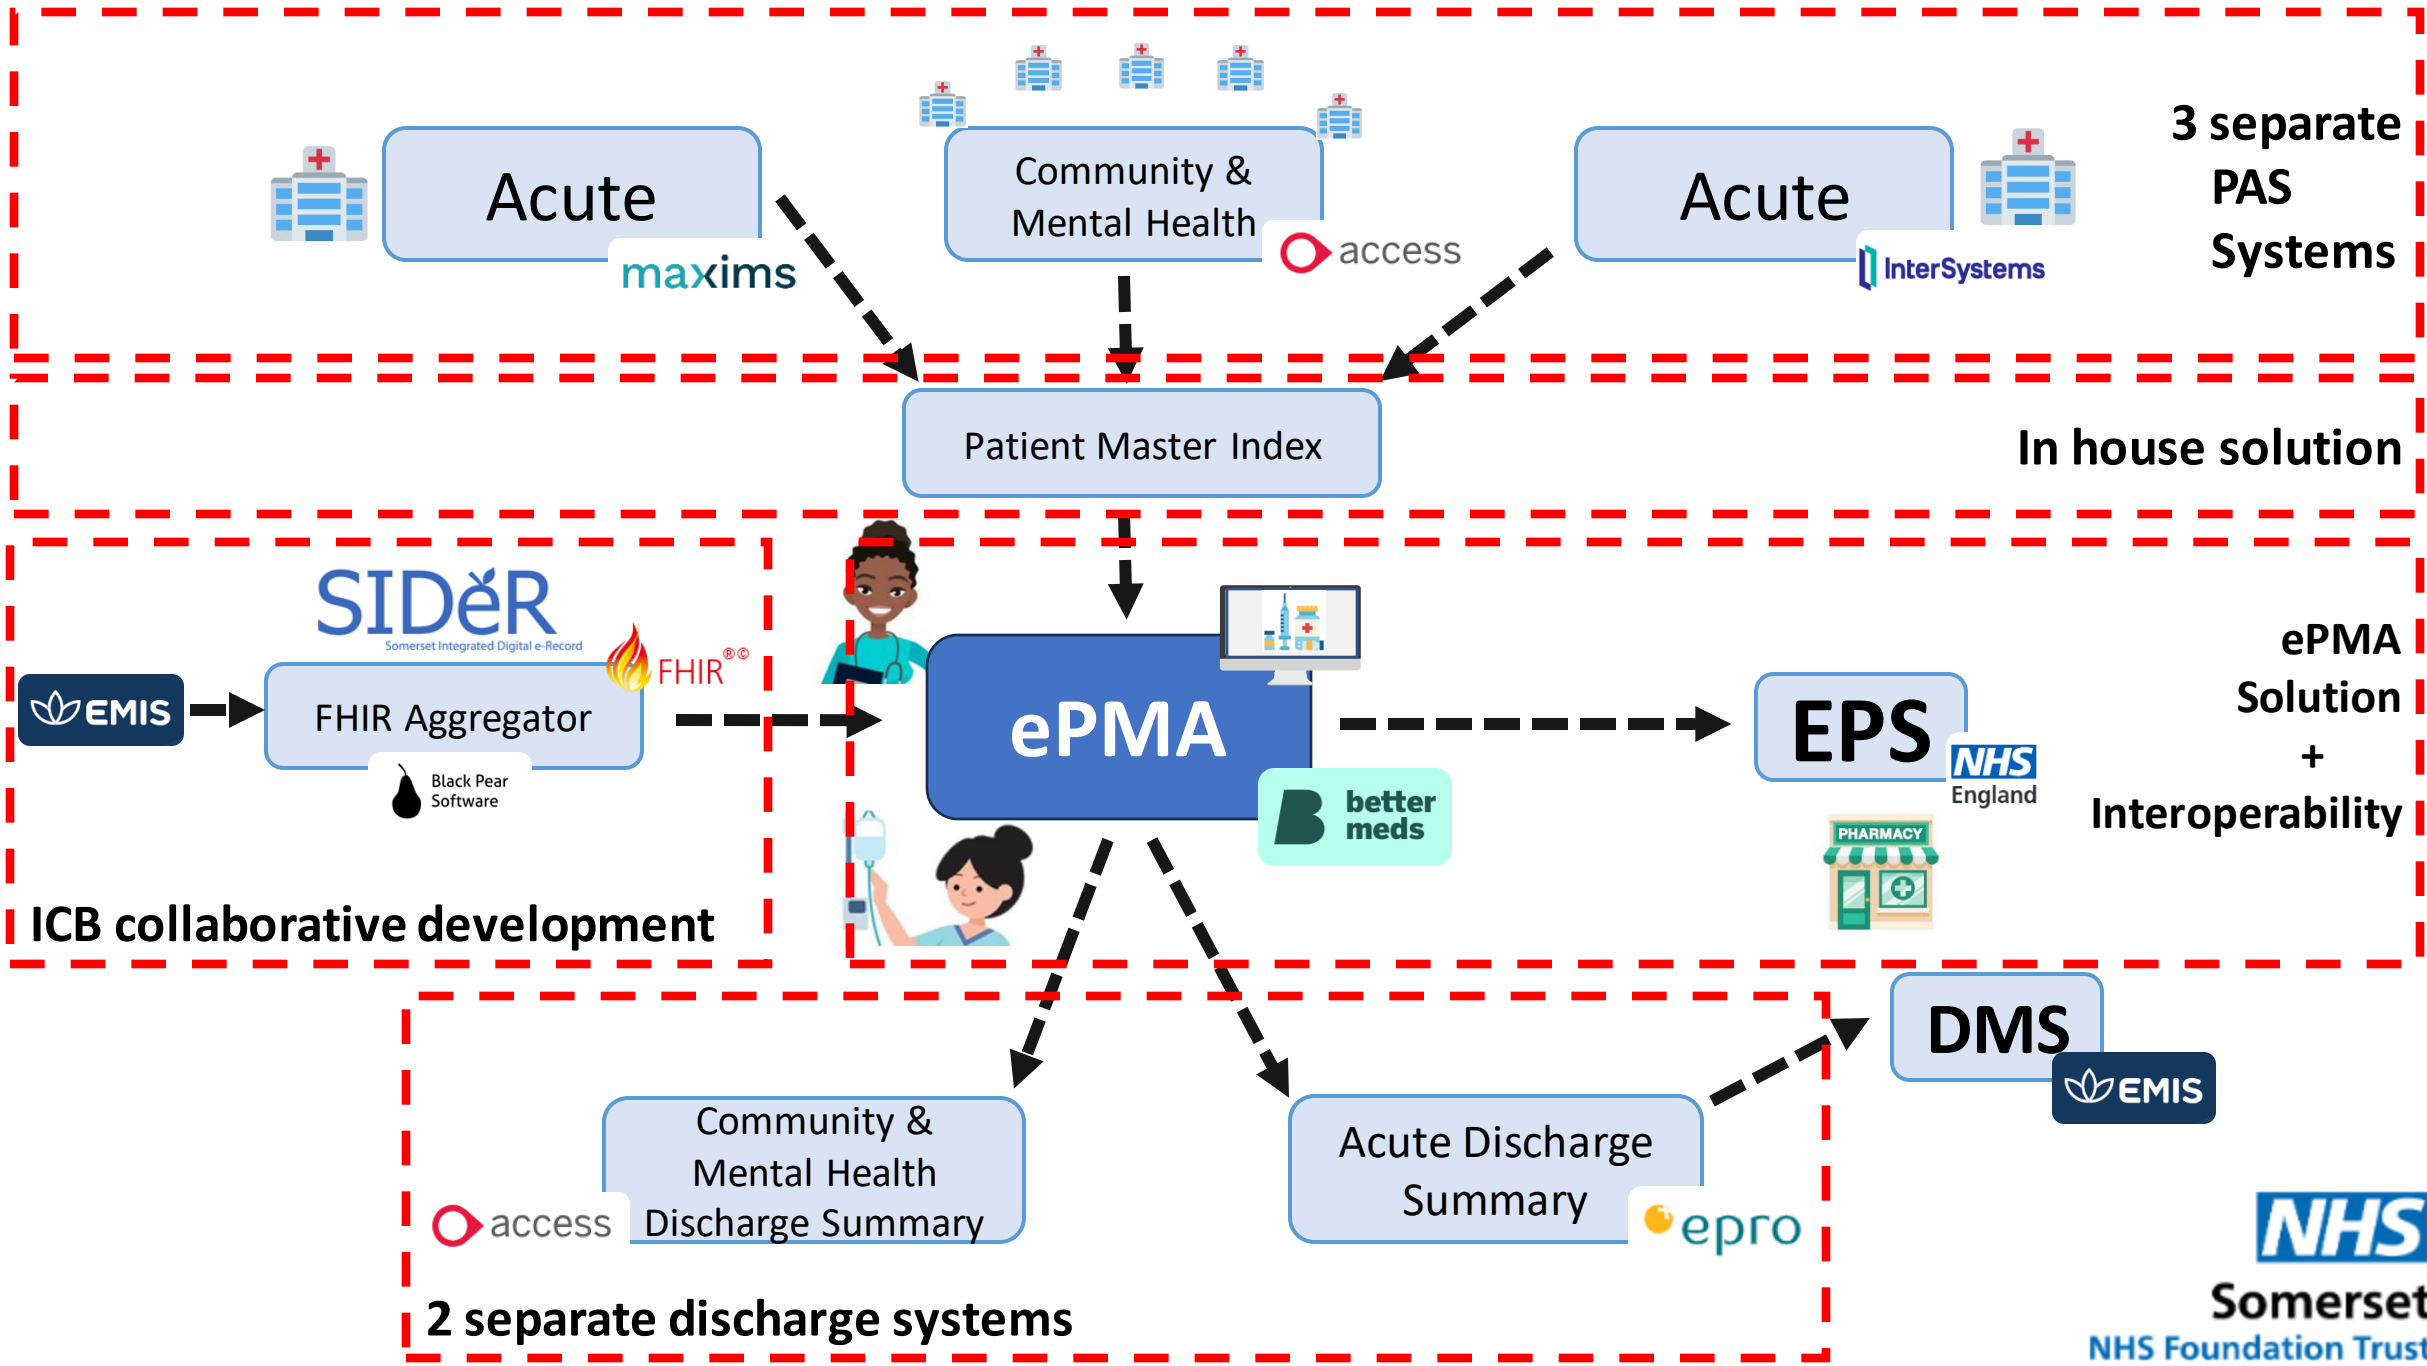 Acute
maxims
Community &
Mental Health
access
Acute
InterSystems
3 separate
PAS
Systems
Patient Master Index
In house solution
SIDeR
Somerset Integrated Digital e-Record
FHIR®©
EMIS
FHIR Aggregator
Black Pear
Software
ICB collaborative development
ePMA
better
meds
EPS
NHS
England
PHARMACY
ePMA
Solution
+
Interoperability
DMS
EMIS
Community &
Mental Health
Discharge Summary
access
Acute Discharge
Summary
epro
2 separate discharge systems
NHS
Somerset
NHS Foundation Trust